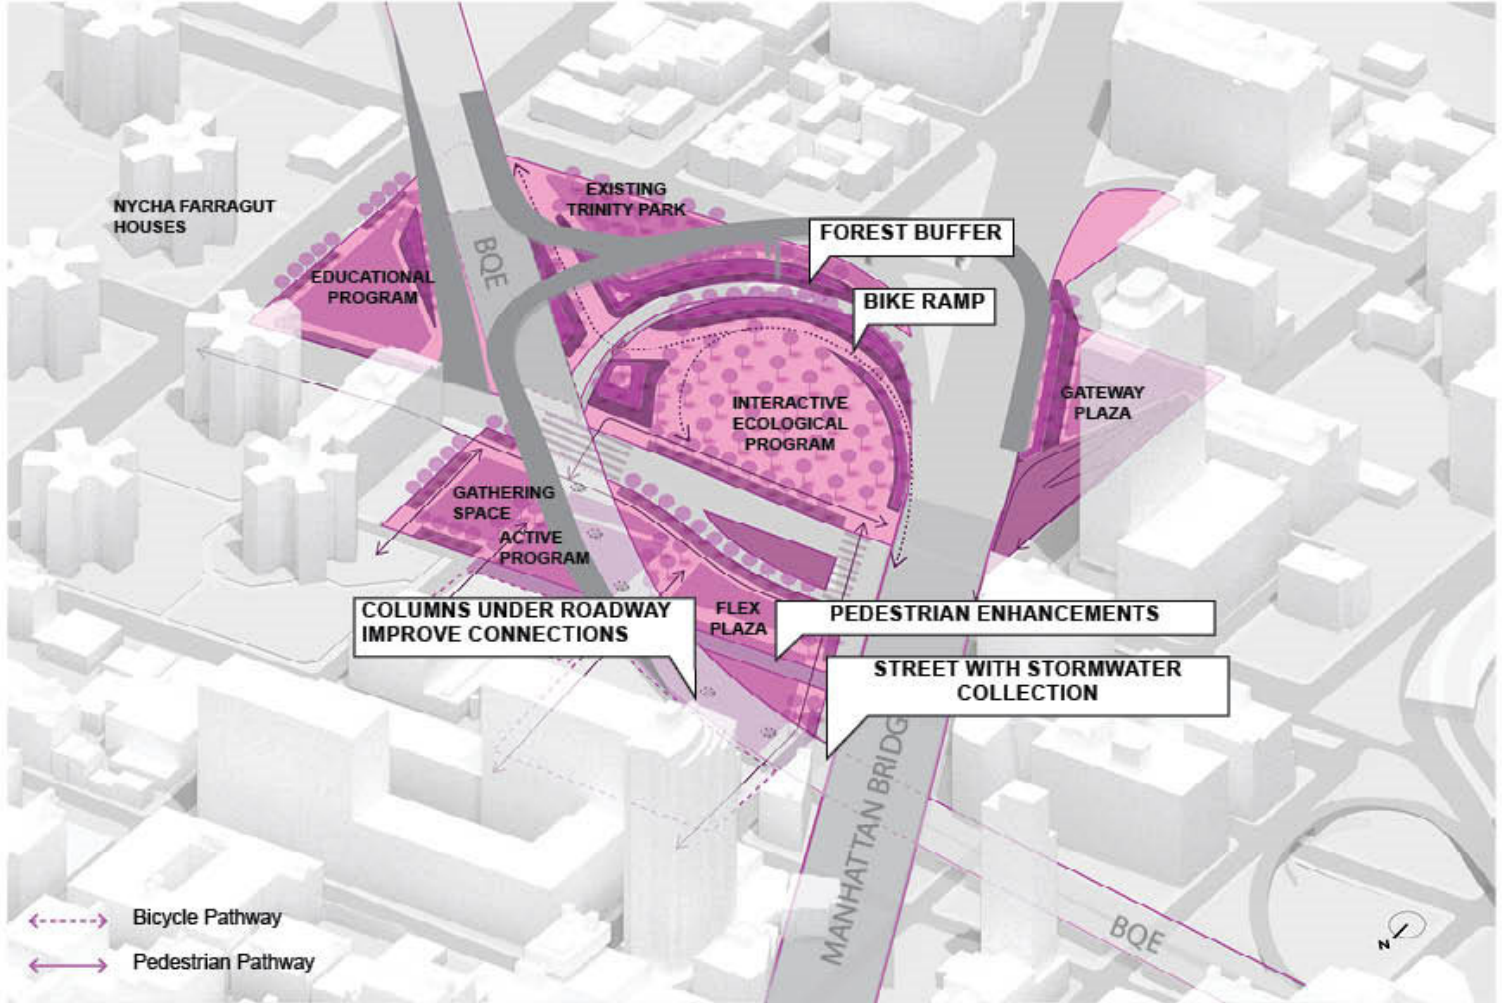 EXISTING
TRINITY PARK
NYCHA FARRAGUT
HOUSES
FOREST BUFFER
BQE
EDUCATIONAL
PROGRAM
BIKE RAMP
GATEWAY
PLAZA
INTERACTIVE
ECOLOGICAL
PROGRAM
GATHERING
SPACE
ACTIVE
PROGRAM
COLUMNS UNDER ROADWAY
IMPROVE CONNECTIONS
FLEX
PLAZA
PEDESTRIAN ENHANCEMENTS
STREET WITH STORMWATER
COLLECTION
MANHATTAN BRIDG
BQE
N
Bicycle Pathway
Pedestrian Pathway